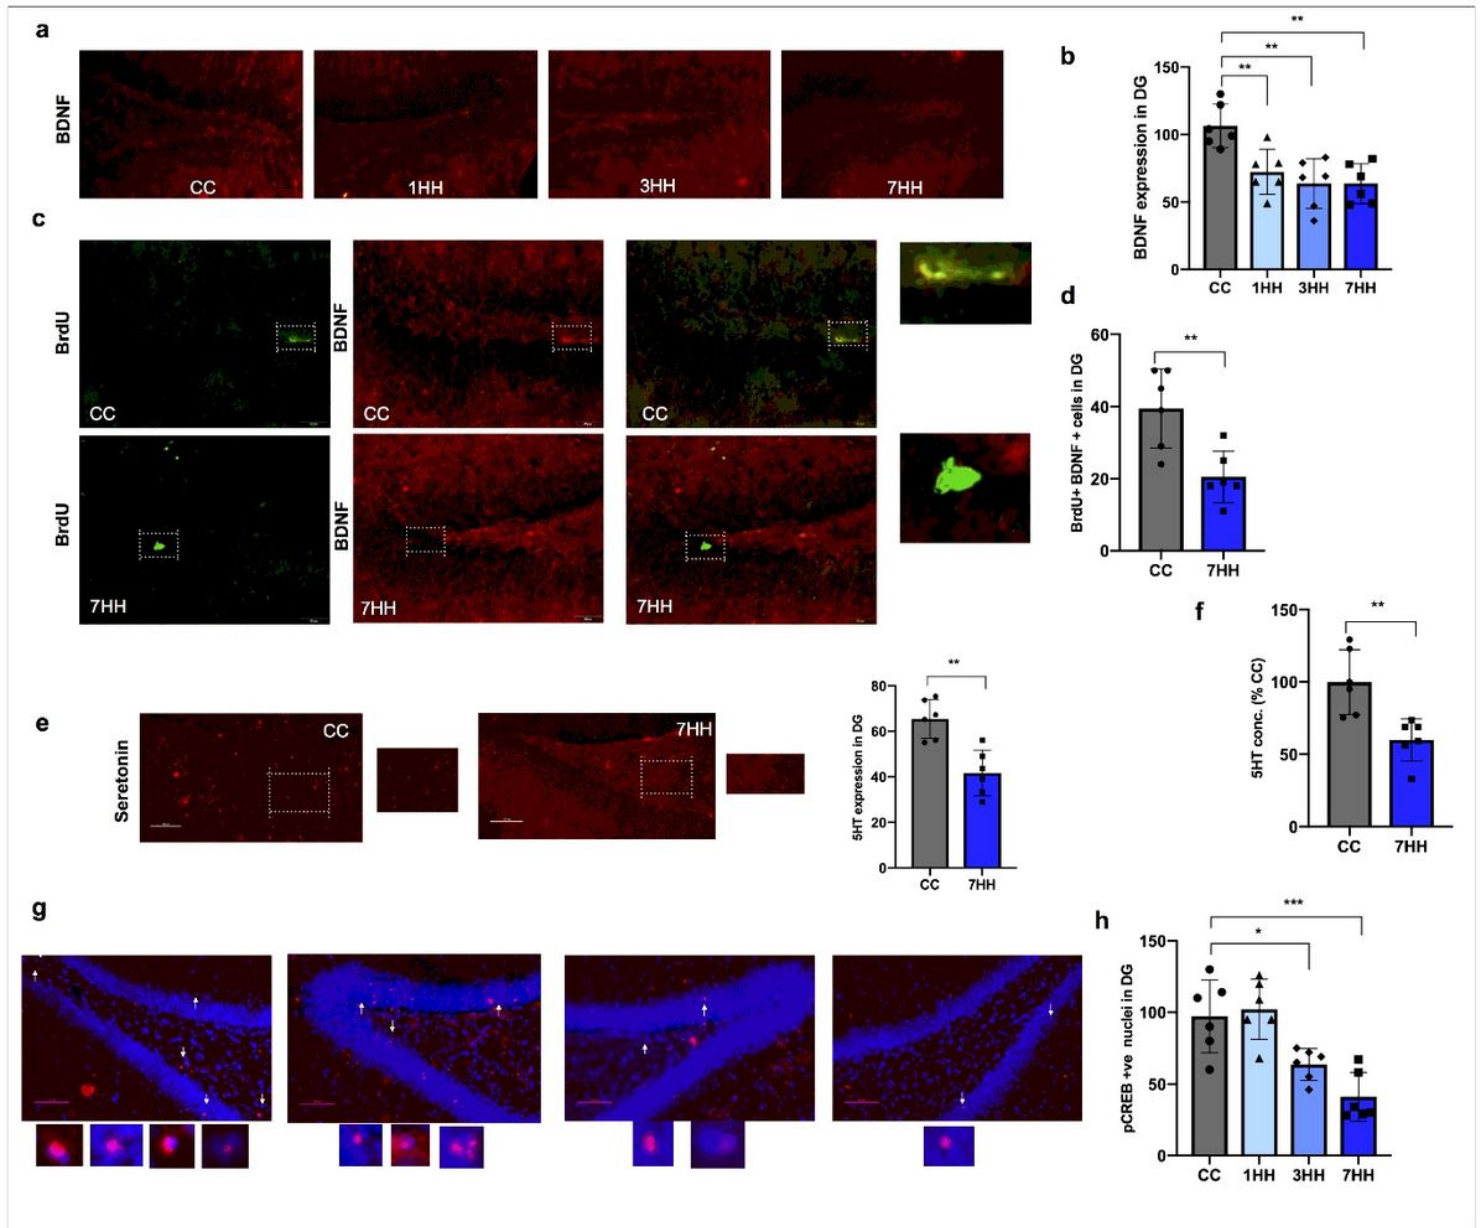 a
BDNF
CC
1HH
3HH
7HH
b
**
**
**
BDNF expression in DG
150
100
50
0
CC 1HH 3HH 7HH
c
BrdU
CC
BDNF
CC
CC
BrdU
7HH
BDNF
7HH
7HH
d
**
BrdU+ BDNF + cells in DG
60
40
20
0
CC 7HH
e
Seretonin
CC
7HH
**
5HT expression in DG
80
60
40
20
0
CC 7HH
f
**
5HT conc. (% CC)
150
100
50
0
CC 7HH
g
h
***
*
pCREB +ve nuclei in DG
150
100
50
0
CC 1HH 3HH 7HH